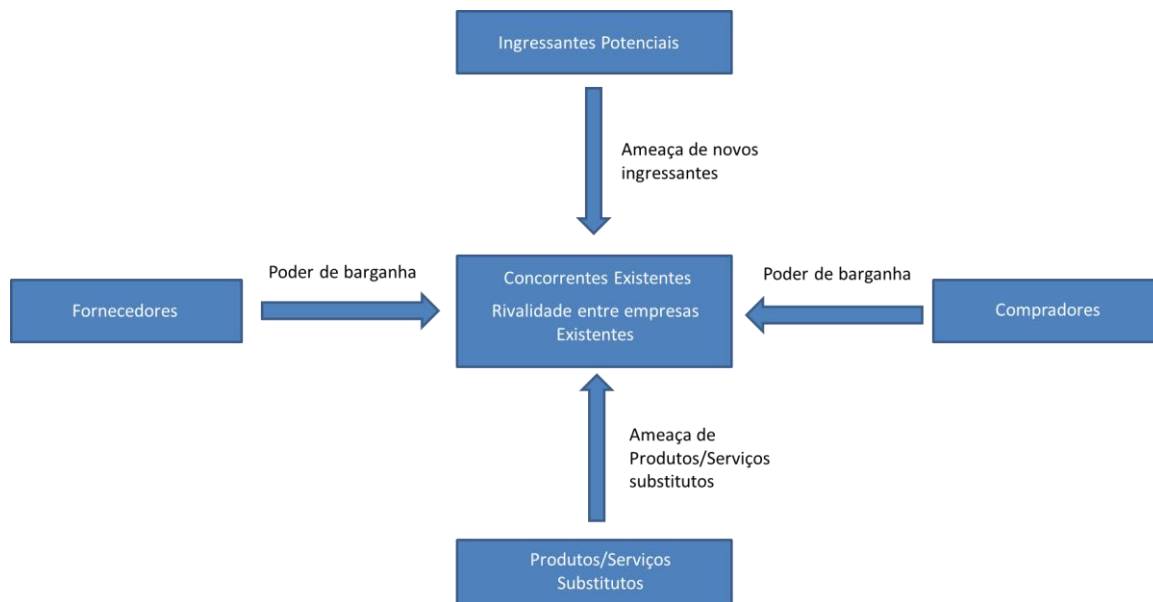 Ingressantes Potenciais
Ameaça de novos
ingressantes
Poder de barganha
Fornecedores
Concorrentes Existentes
Rivalidade entre empresas
Existentes
Poder de barganha
Compradores
Ameaça de
Produtos/Serviços
substitutos
Produtos/Serviços
Substitutos